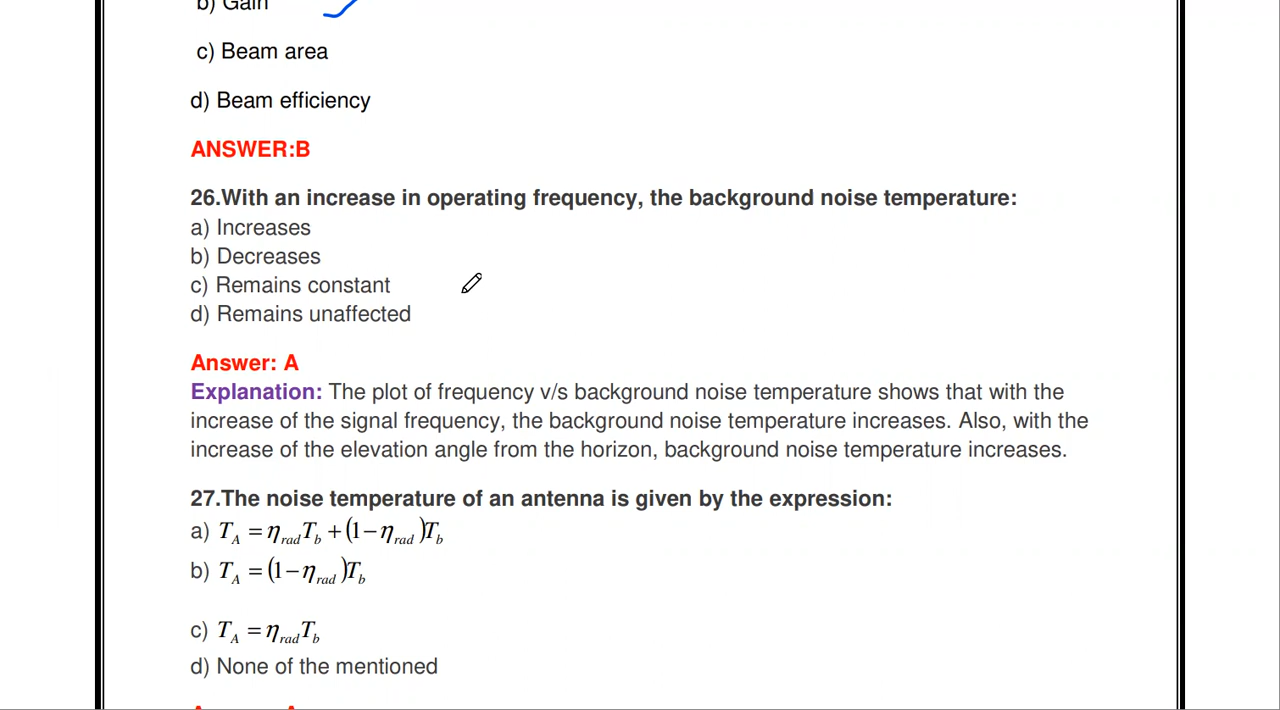 b) Gain
c) Beam area
d) Beam efficiency
ANSWER:B
26.With an increase in operating frequency, the background noise temperature:
a) Increases
b) Decreases
c) Remains constant
d) Remains unaffected
Answer: A
Explanation: The plot of frequency v/s background noise temperature shows that with the
increase of the signal frequency, the background noise temperature increases. Also, with the
increase of the elevation angle from the horizon, background noise temperature increases.
27.The noise temperature of an antenna is given by the expression:
a) T_A = η_rad T_b + (1 − η_rad) T_b
b) T_A = (1 − η_rad) T_b
c) T_A = η_rad T_b
d) None of the mentioned